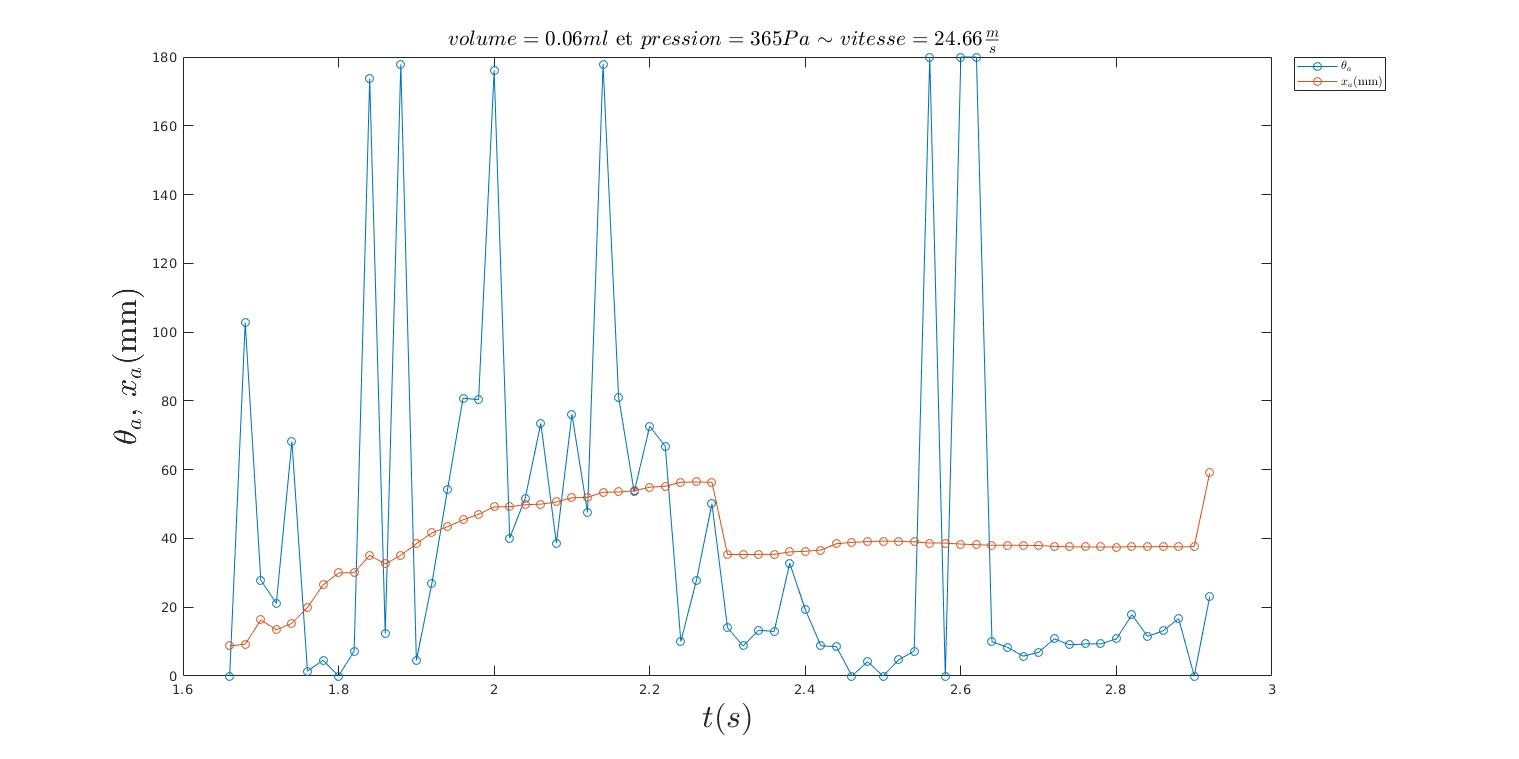 volume = 0.06ml et pression = 365Pa ∼ vitesse = 24.66 m/s
θa
xa(mm)
180
160
140
120
100
80
60
40
20
0
θa, xa(mm)
1.6 1.8 2 2.2 2.4 2.6 2.8 3
t(s)